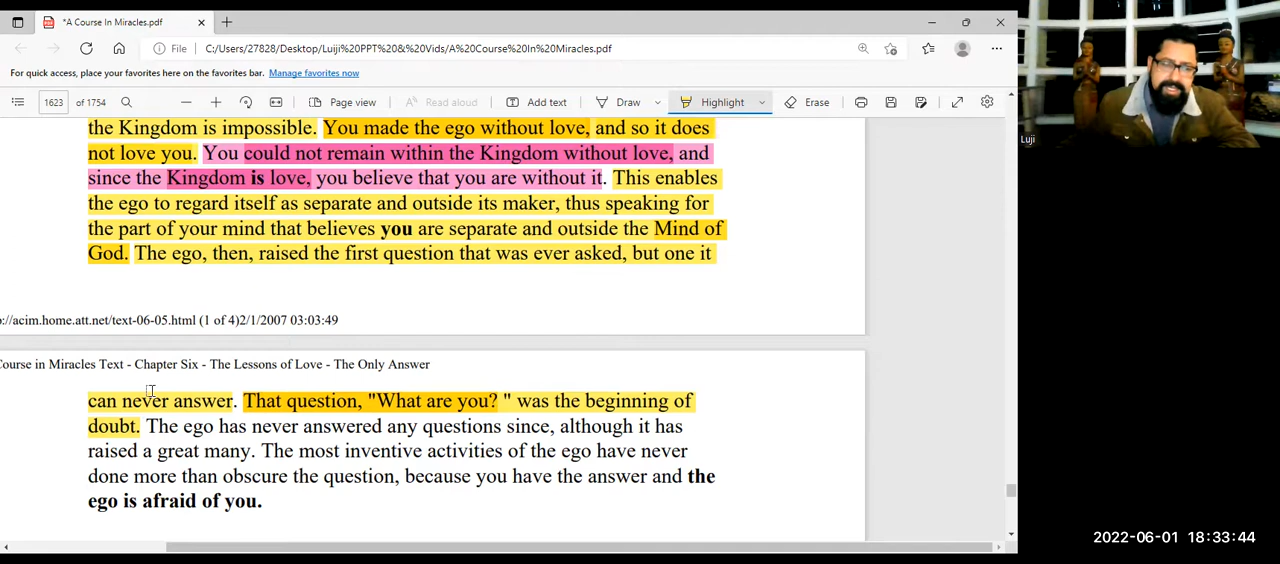 *A Course In Miracles.pdf
File C:/Users/27828/Desktop/Luiji%20PPT%20&%20Vids/A%20Course%20In%20Miracles.pdf
For quick access, place your favorites here on the favorites bar. Manage favorites now
1623 of 1754 Page view Read aloud Add text Draw Highlight Erase
the Kingdom is impossible. You made the ego without love, and so it does
not love you. You could not remain within the Kingdom without love, and
since the Kingdom is love, you believe that you are without it. This enables
the ego to regard itself as separate and outside its maker, thus speaking for
the part of your mind that believes you are separate and outside the Mind of
God. The ego, then, raised the first question that was ever asked, but one it
://acim.home.att.net/text-06-05.html (1 of 4)2/1/2007 03:03:49
Course in Miracles Text - Chapter Six - The Lessons of Love - The Only Answer
can never answer. That question, "What are you? " was the beginning of
doubt. The ego has never answered any questions since, although it has
raised a great many. The most inventive activities of the ego have never
done more than obscure the question, because you have the answer and the
ego is afraid of you.
Luji
2022-06-01 18:33:44